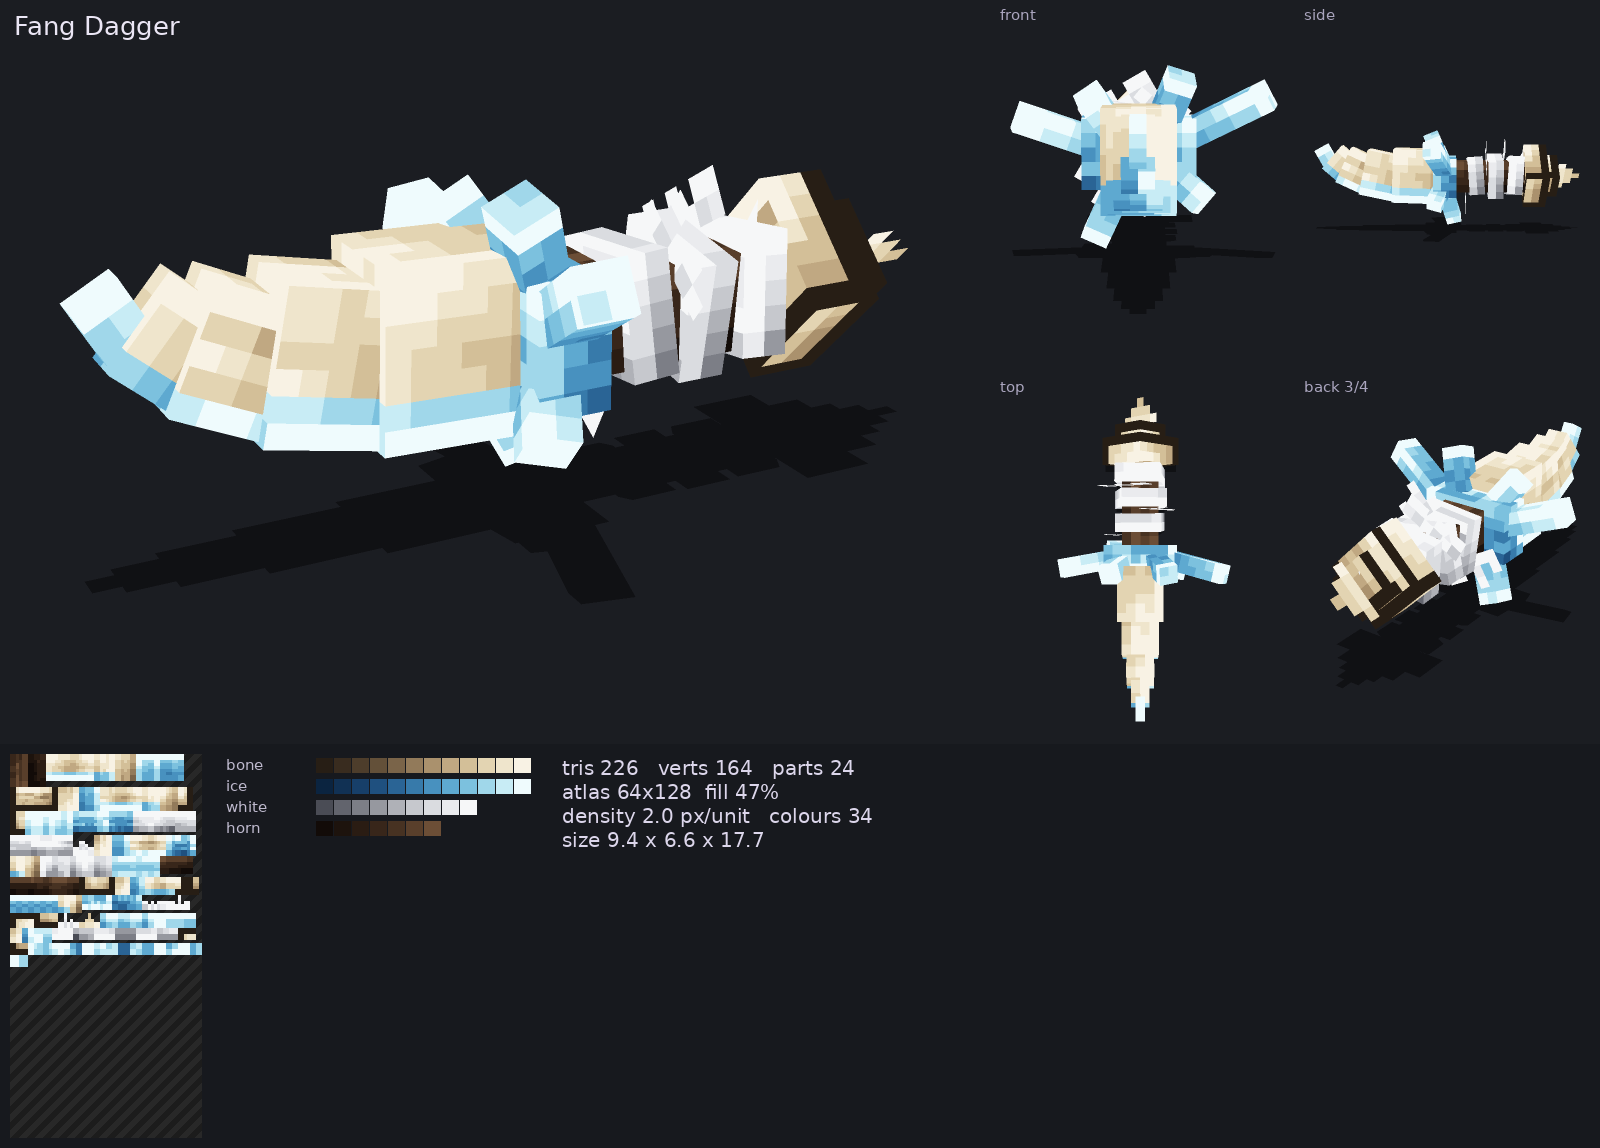 Fang Dagger
front
side
top
back 3/4
bone
ice
white
horn
tris 226 verts 164 parts 24
atlas 64x128 fill 47%
density 2.0 px/unit colours 34
size 9.4 x 6.6 x 17.7